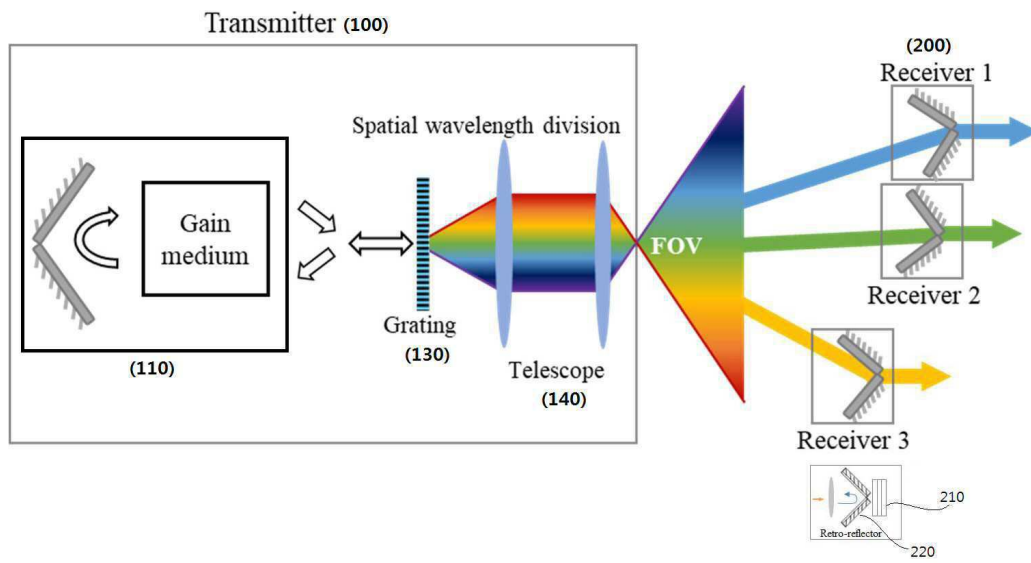 Transmitter (100)
(200)
Receiver 1
Spatial wavelength division
Gain
medium
FOV
Receiver 2
Grating
(130)
(110)
Telescope
(140)
Receiver 3
210
Retro-reflector
220